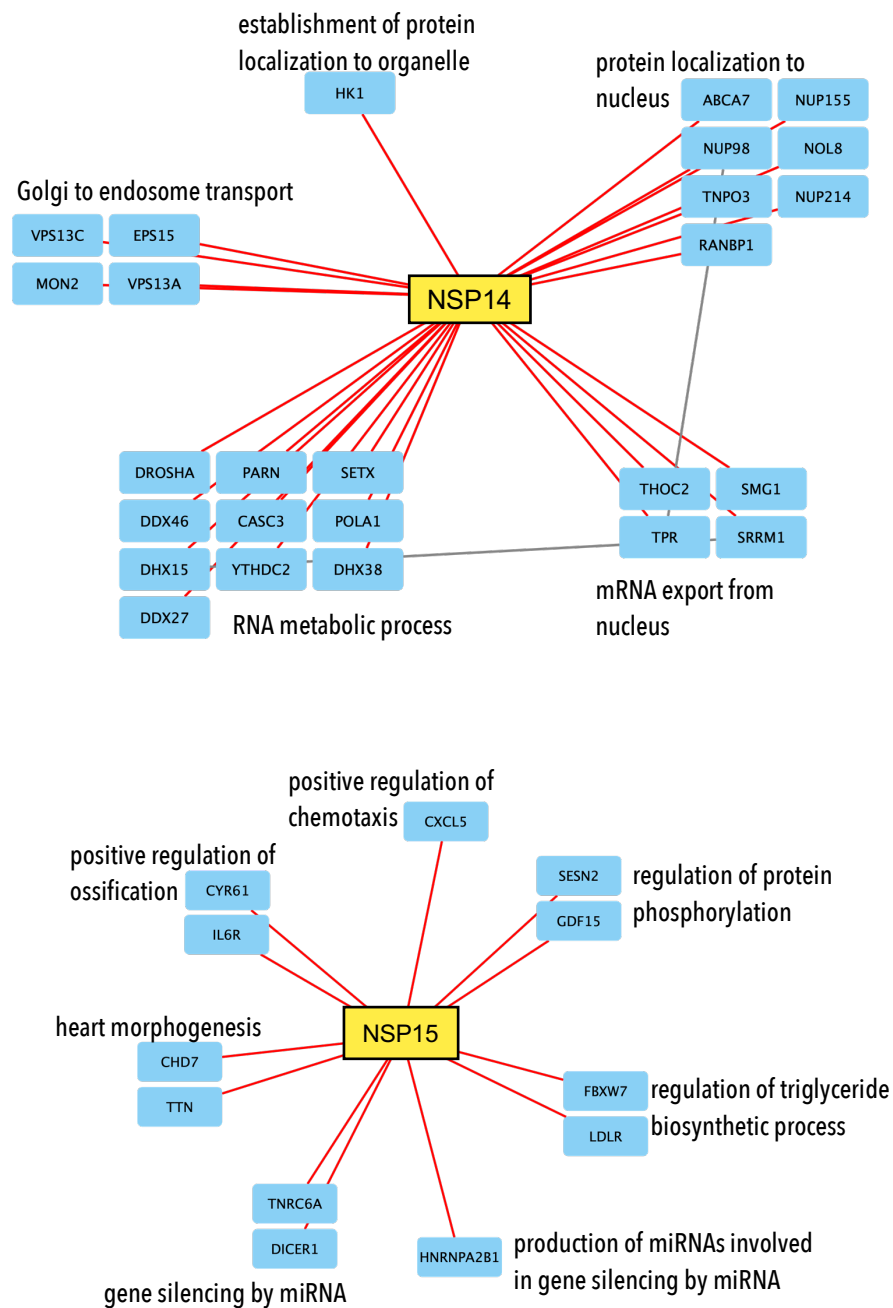 establishment of protein
localization to organelle
HK1
protein localization to
nucleus
ABCA7 NUP155
NUP98 NOL8
TNPO3 NUP214
RANBP1
Golgi to endosome transport
VPS13C EPS15
MON2 VPS13A
NSP14
DROSHA PARN SETX
DDX46 CASC3 POLA1
DHX15 YTHDC2 DHX38
DDX27
RNA metabolic process
THOC2 SMG1
TPR SRRM1
mRNA export from
nucleus
positive regulation of
chemotaxis
CXCL5
positive regulation of
ossification
CYR61
IL6R
SESN2
GDF15
regulation of protein
phosphorylation
NSP15
heart morphogenesis
CHD7
TTN
FBXW7
LDLR
regulation of triglyceride
biosynthetic process
TNRC6A
DICER1
gene silencing by miRNA
HNRNPA2B1
production of miRNAs involved
in gene silencing by miRNA